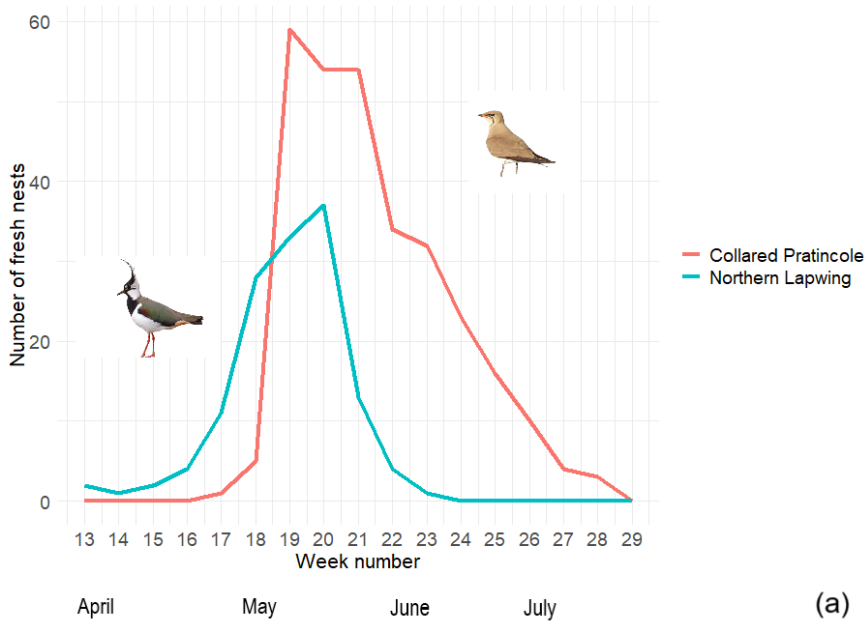 60
40
20
0
Number of fresh nests
Collared Pratincole
Northern Lapwing
13 14 15 16 17 18 19 20 21 22 23 24 25 26 27 28 29
Week number
April May June July (a)